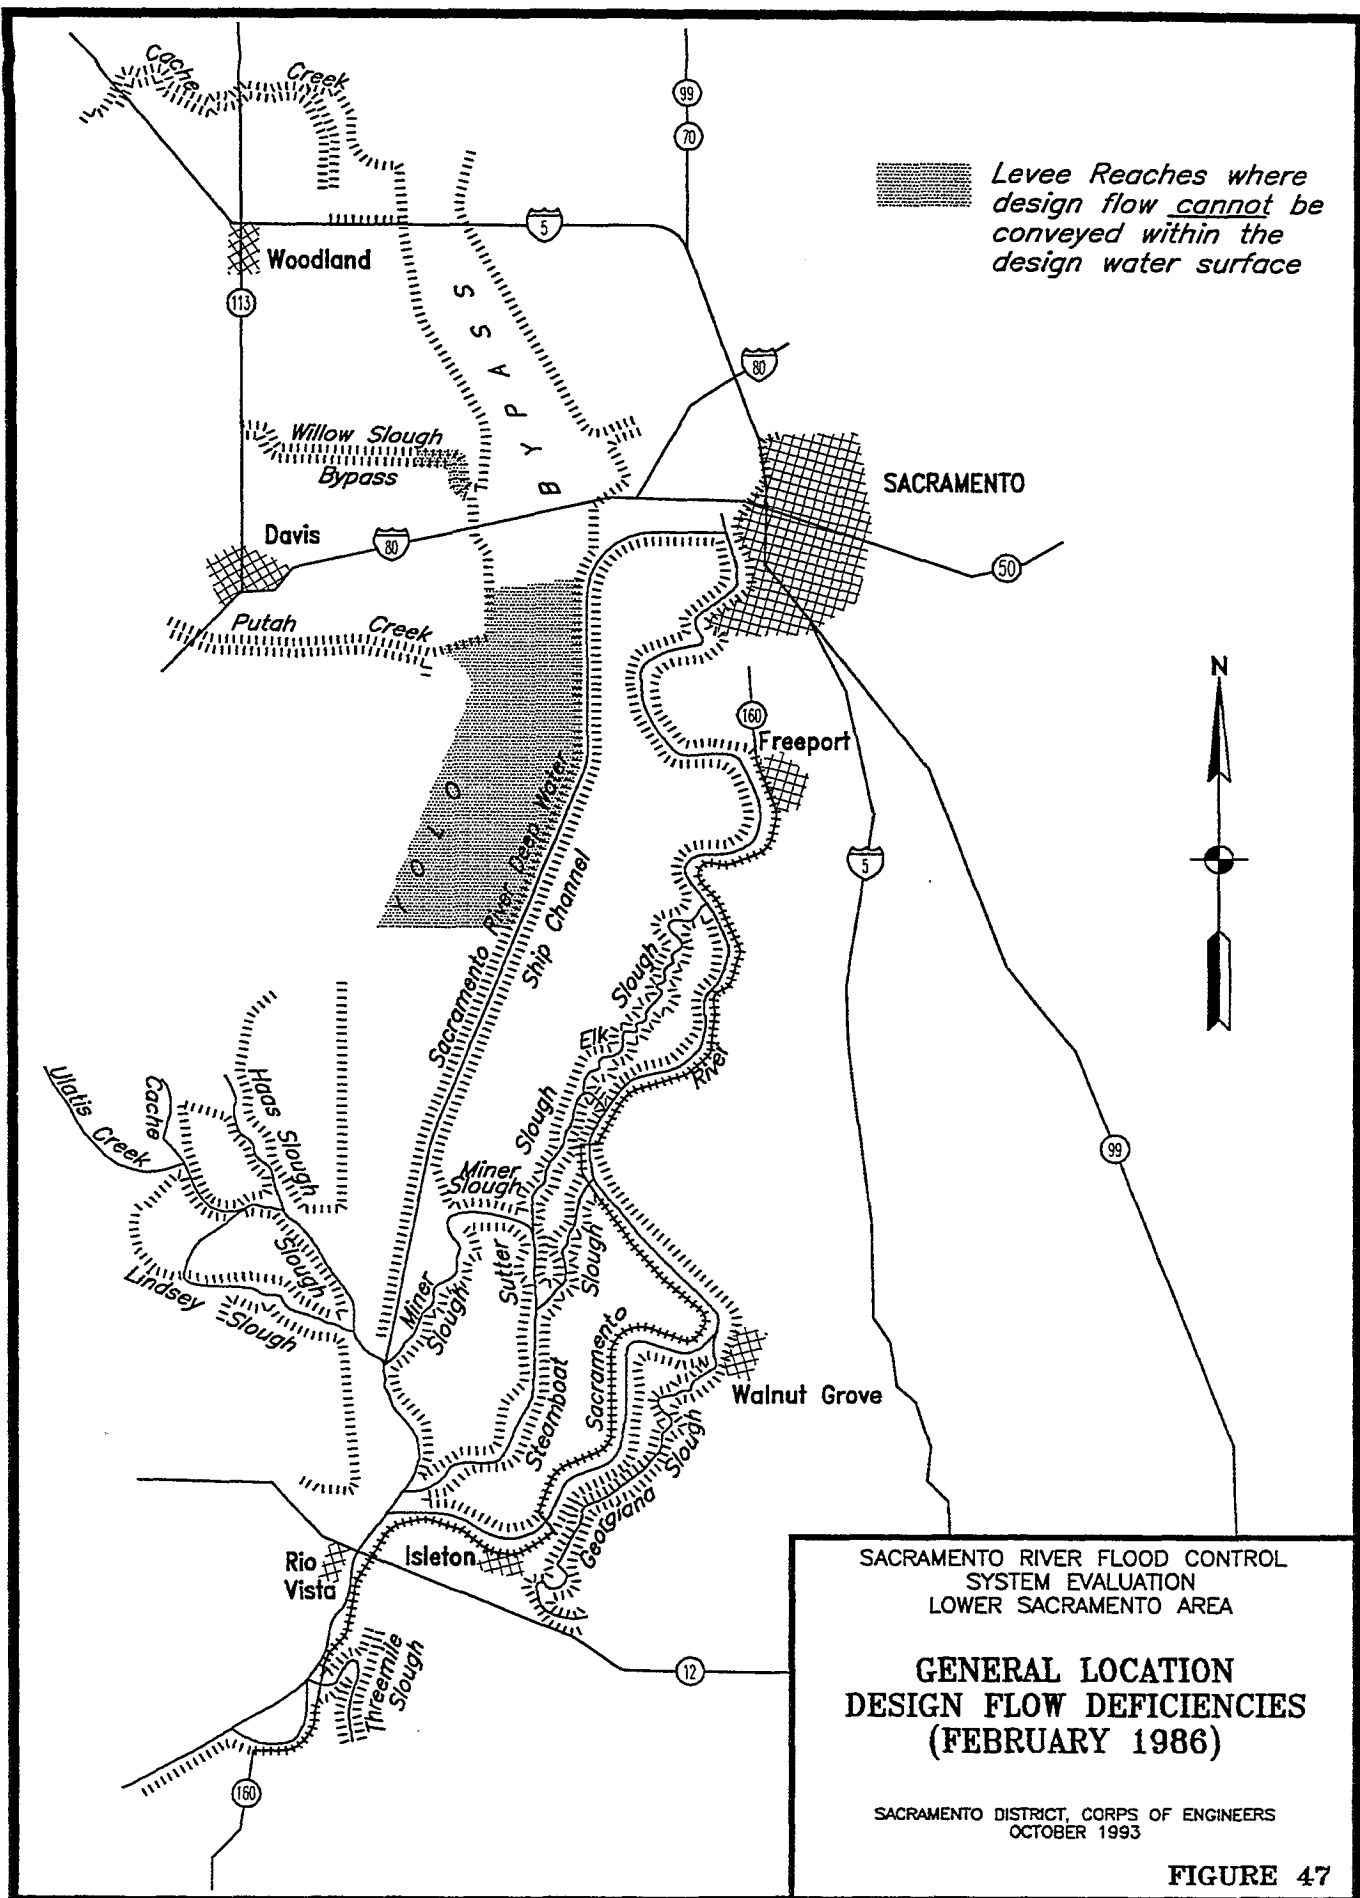 Cache Creek
99
70
Levee Reaches where
design flow cannot be
conveyed within the
design water surface
5
Woodland
113
BYPASS
80
Willow Slough
Bypass
SACRAMENTO
Davis
80
50
Putah Creek
N
160
Freeport
YOLO
Sacramento River Deep Water
Ship Channel
5
Elk Slough
River
Ulatis Creek
Cache
Haas Slough
Slough
99
Miner
Slough
Sutter
Slough
Slough
Lindsey
Slough
Miner
Slough
Sacramento
Steamboat
Walnut Grove
Georgiana
Slough
Rio
Vista
Isleton
12
Threemile
Slough
160
SACRAMENTO RIVER FLOOD CONTROL
SYSTEM EVALUATION
LOWER SACRAMENTO AREA
GENERAL LOCATION
DESIGN FLOW DEFICIENCIES
(FEBRUARY 1986)
SACRAMENTO DISTRICT, CORPS OF ENGINEERS
OCTOBER 1993
FIGURE 47